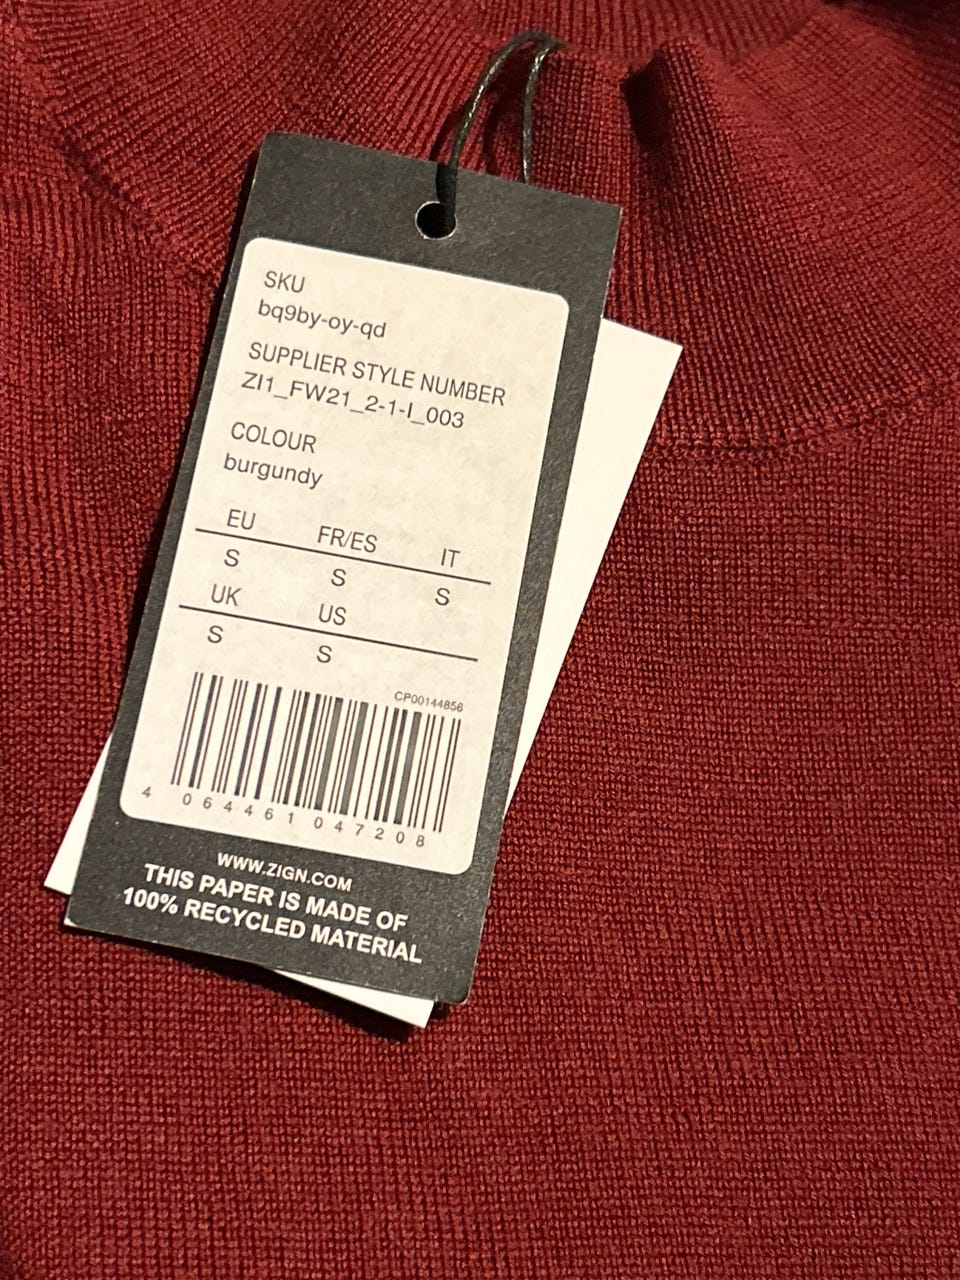 SKU
bq9by-oy-qd
SUPPLIER STYLE NUMBER
ZI1_FW21_2-1-I_003
COLOUR
burgundy
EU FR/ES IT
S S S
UK US
S S
CP00144856
4 064461 047208
WWW.ZIGN.COM
THIS PAPER IS MADE OF
100% RECYCLED MATERIAL